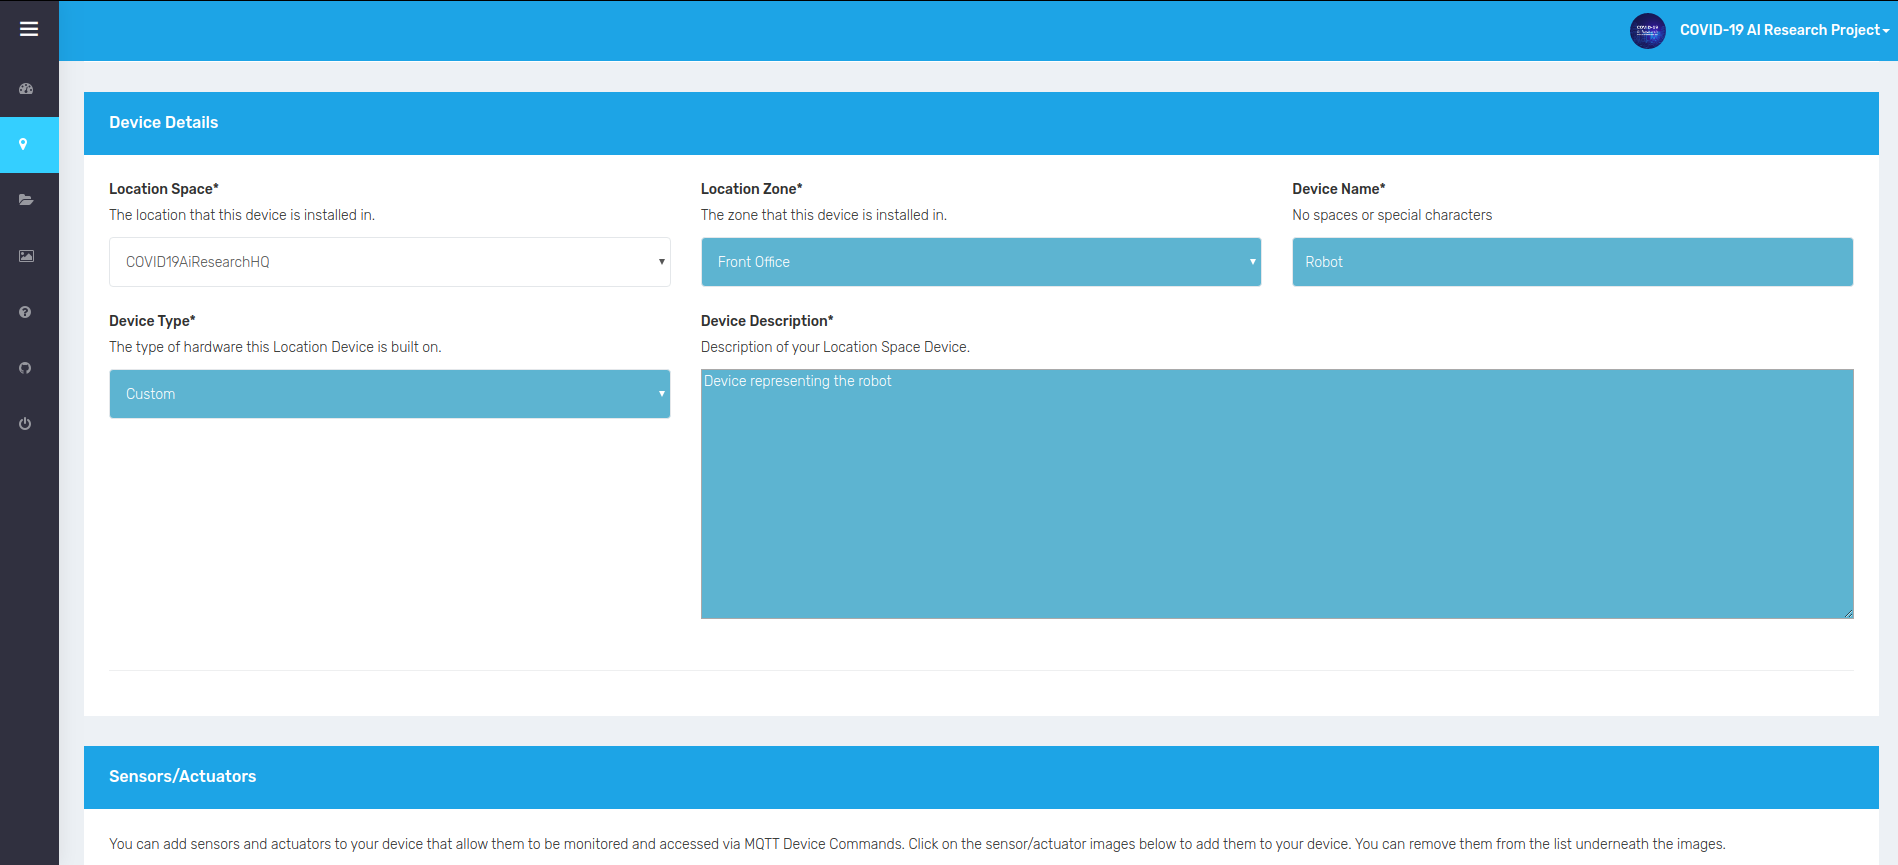 COVID-19 AI Research Project
Device Details
Location Space*
The location that this device is installed in.
COVID19AiResearchHQ
Location Zone*
The zone that this device is installed in.
Front Office
Device Name*
No spaces or special characters
Robot
Device Type*
The type of hardware this Location Device is built on.
Custom
Device Description*
Description of your Location Space Device.
Device representing the robot
Sensors/Actuators
You can add sensors and actuators to your device that allow them to be monitored and accessed via MQTT Device Commands. Click on the sensor/actuator images below to add them to your device. You can remove them from the list underneath the images.